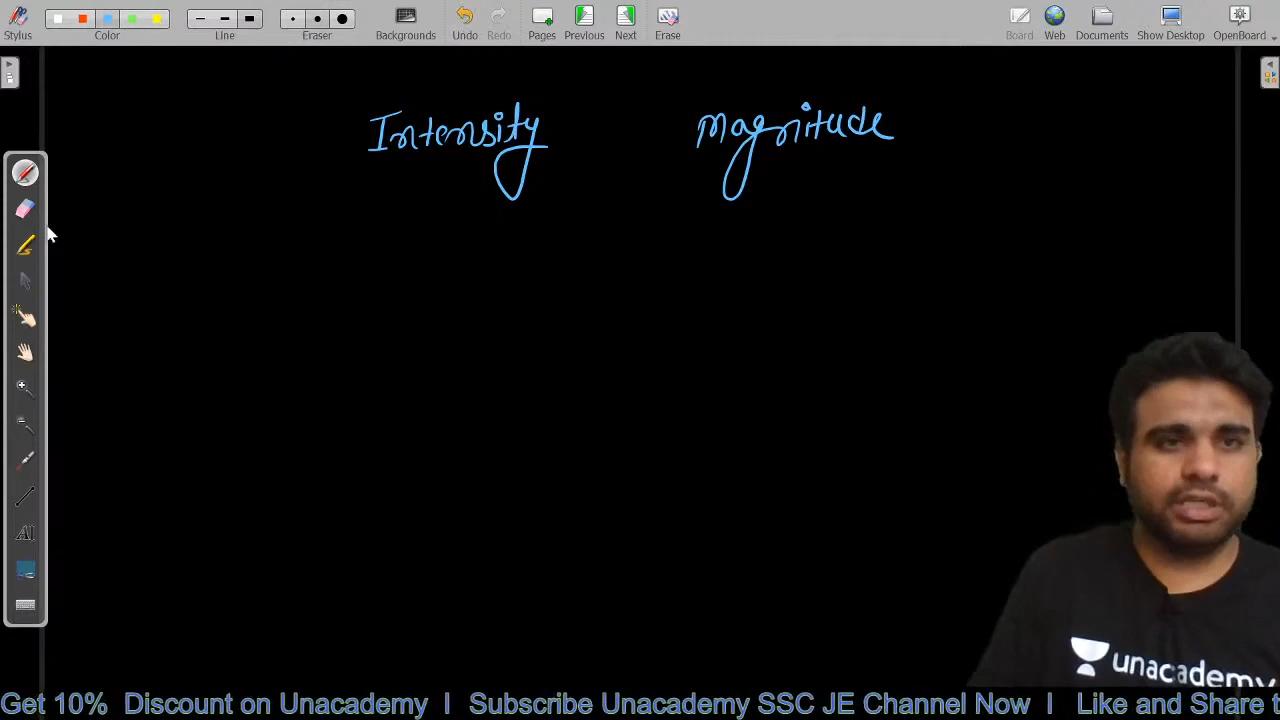 Stylus Color Line Eraser Backgrounds Undo Redo Pages Previous Next Erase Board Web Documents Show Desktop OpenBoard
Intensity Magnitude
AI
unacademy
Get 10% Discount on Unacademy I Subscribe Unacademy SSC JE Channel Now I Like and Share t